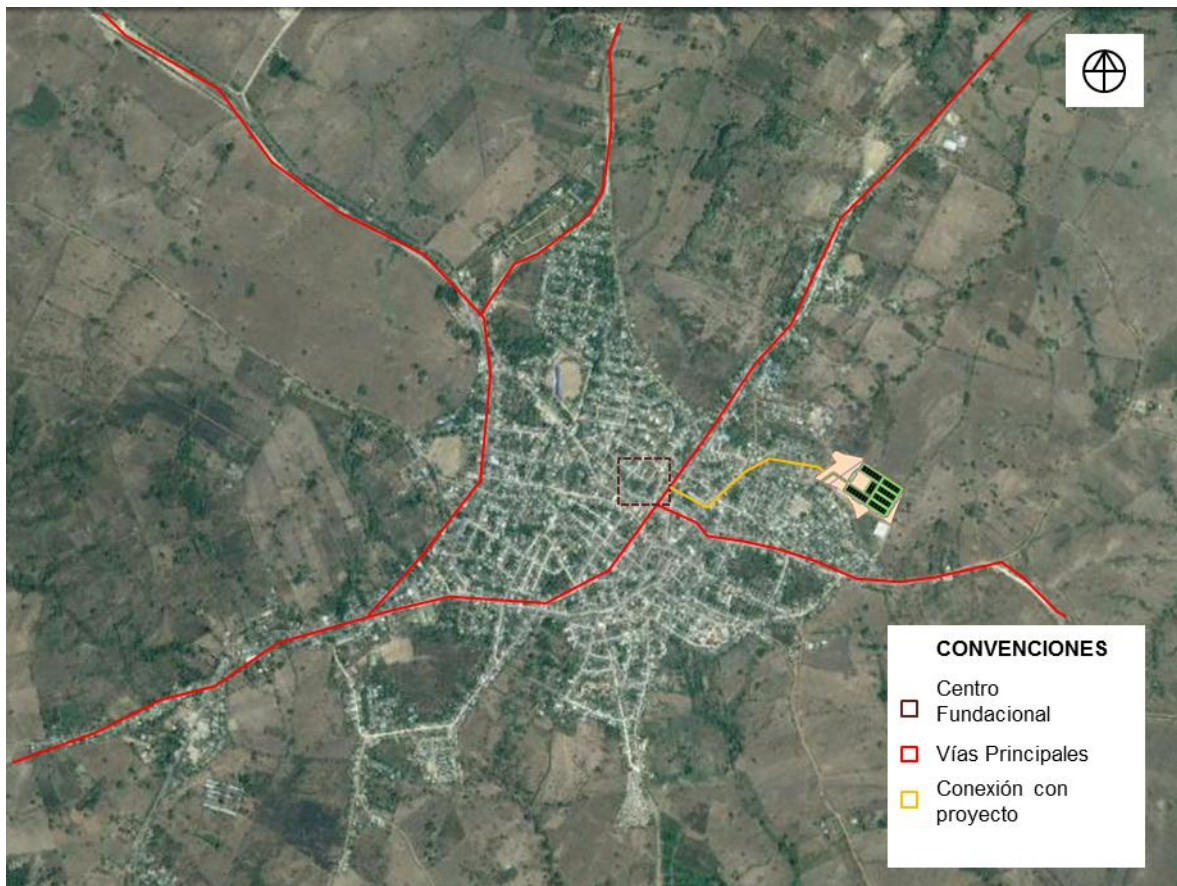 CONVENCIONES
Centro
Fundacional
Vías Principales
Conexión con
proyecto